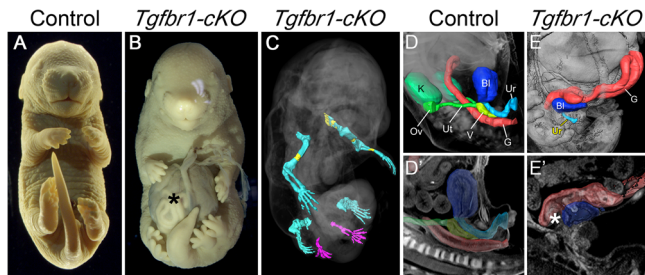 Control Tgfbr1-cKO Tgfbr1-cKO Control Tgfbr1-cKO
A B C D E
K Bl Ur
Ov Ut V G
Bl G
Ur
D' E'
*
*